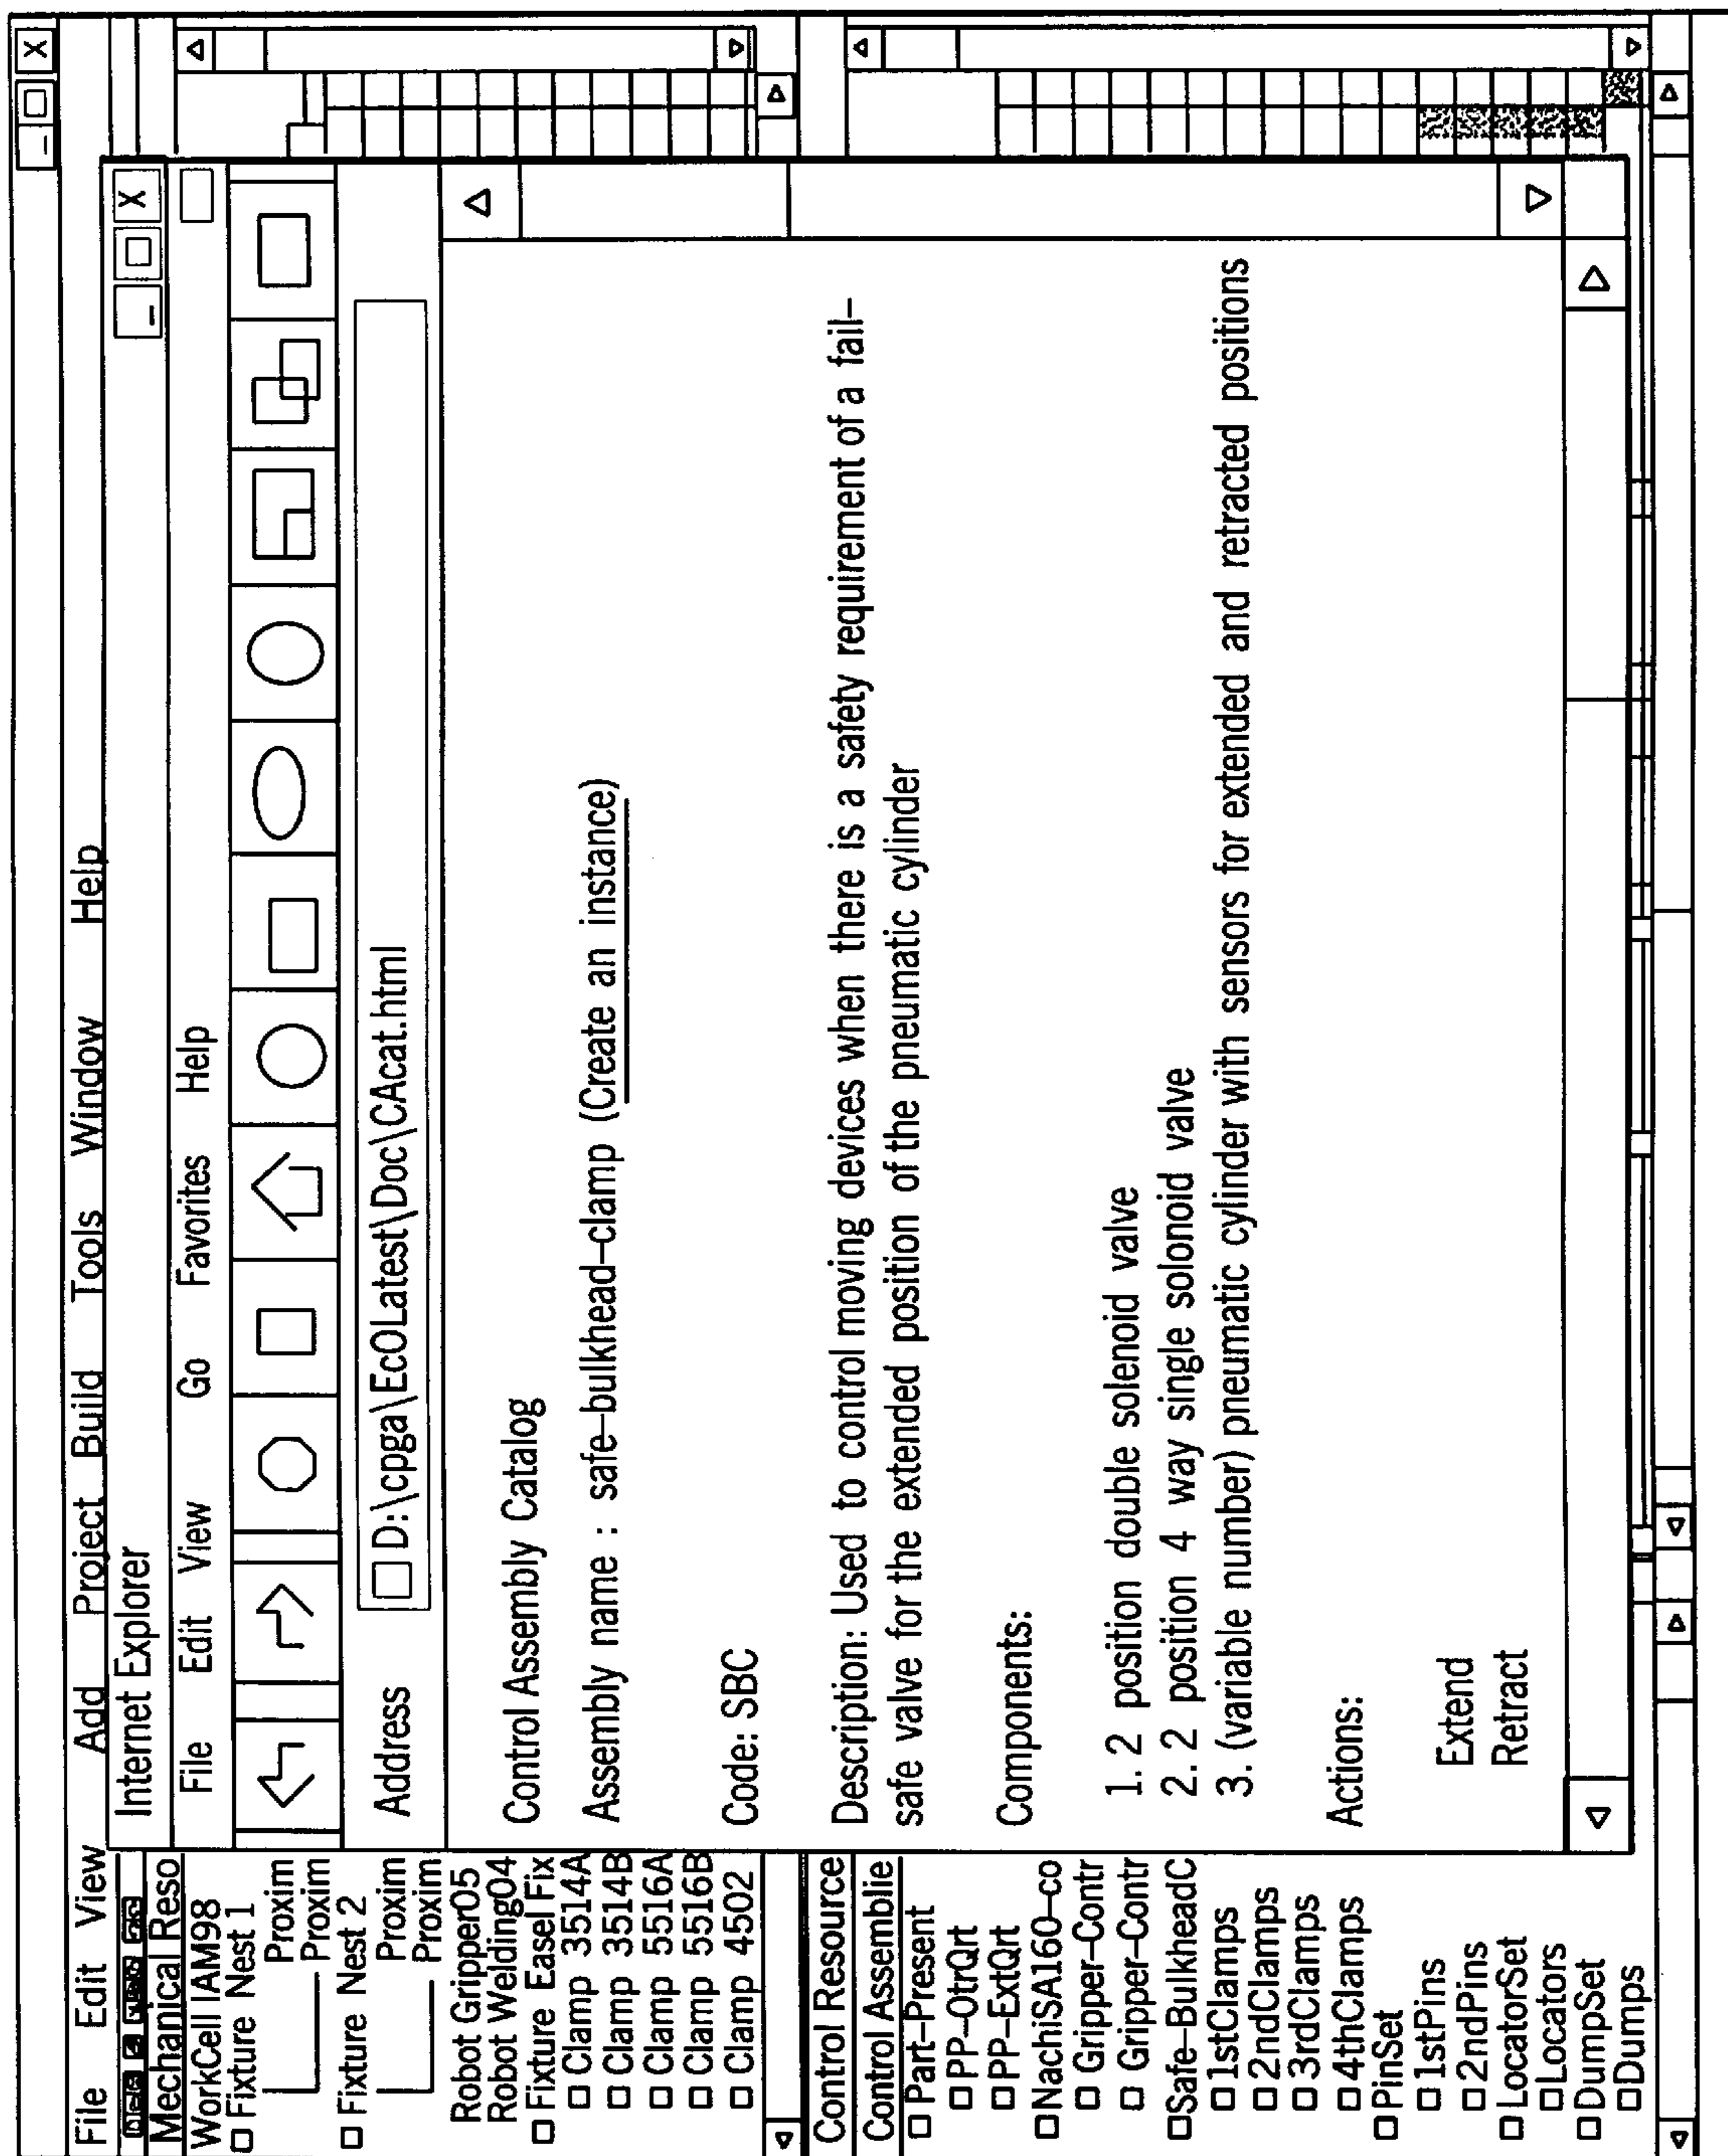 File Edit View Add Project Build Tools Window Help
Mechanical Reso
WorkCell IAM98
Fixture Nest 1
Proxim
Proxim
Fixture Nest 2
Proxim
Proxim
Robot Gripper05
Robot Welding04
Fixture Easel Fix
Clamp 3514A
Clamp 3514B
Clamp 5516A
Clamp 5516B
Clamp 4502
Control Resource
Control Assemblie
Part-Present
PP-OtrQrt
PP-ExtQrt
NachiSA160-co
Gripper-Contr
Gripper-Contr
Safe-BulkheadC
1stClamps
2ndClamps
3rdClamps
4thClamps
PinSet
1stPins
2ndPins
LocatorSet
Locators
DumpSet
Dumps
Internet Explorer
File Edit View Go Favorites Help
Address D:\cpga\EcOLatest\Doc\CAcat.html
Control Assembly Catalog
Assembly name : safe-bulkhead-clamp (Create an instance)
Code: SBC
Description: Used to control moving devices when there is a safety requirement of a fail-
safe valve for the extended position of the pneumatic cylinder
Components:
1. 2 position double solenoid valve
2. 2 position 4 way single solonoid valve
3. (variable number) pneumatic cylinder with sensors for extended and retracted positions
Actions:
Extend
Retract